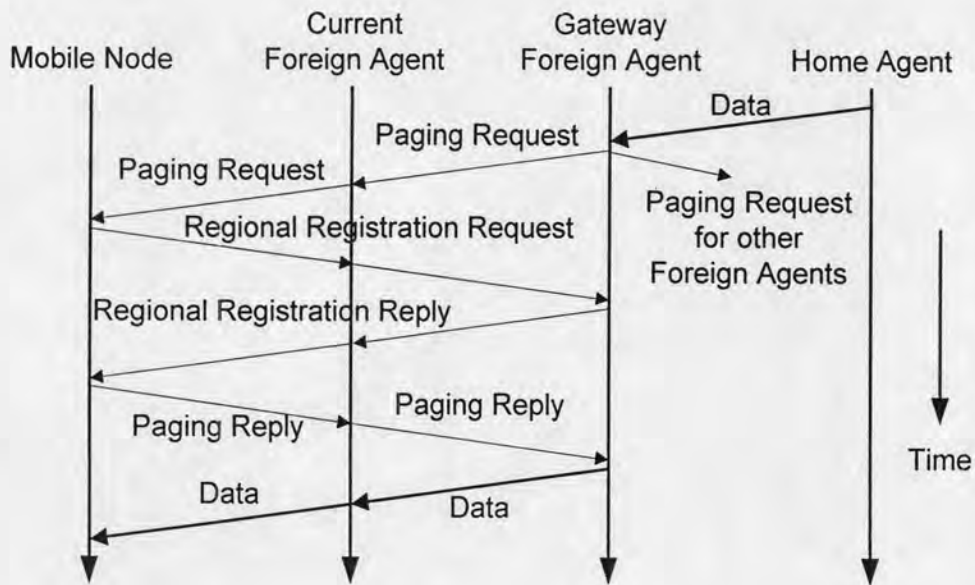 Mobile Node
Current
Foreign Agent
Gateway
Foreign Agent
Home Agent
Data
Paging Request
Paging Request
Paging Request
for other
Foreign Agents
Regional Registration Request
Regional Registration Reply
Paging Reply
Paging Reply
Time
Data
Data